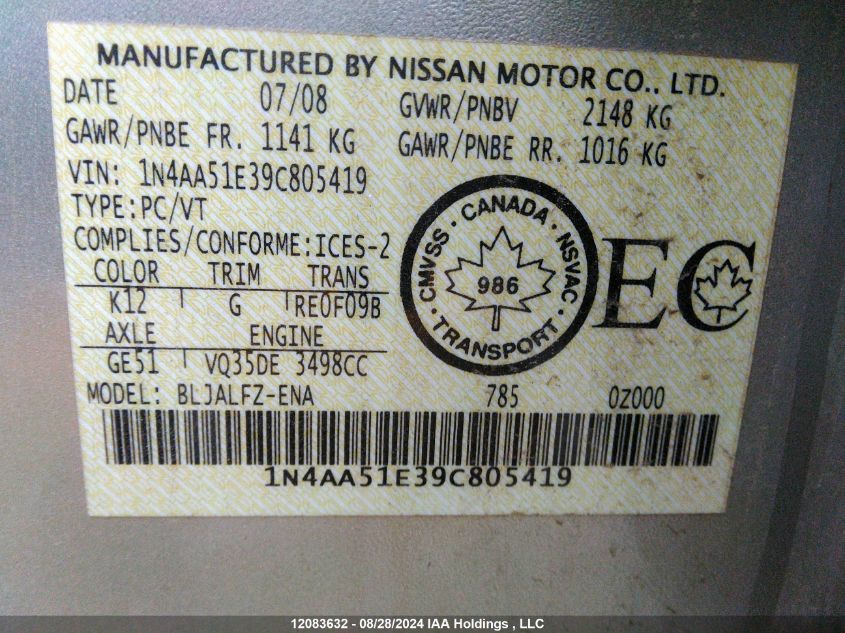 MANUFACTURED BY NISSAN MOTOR CO., LTD.
DATE 07/08 GVWR/PNBV 2148 KG
GAWR/PNBE FR. 1141 KG GAWR/PNBE RR. 1016 KG
VIN: 1N4AA51E39C805419
TYPE:PC/VT
COMPLIES/CONFORME:ICES-2
COLOR TRIM TRANS
K12 G RE0F09B
AXLE ENGINE
GE51 VQ35DE 3498CC
CMVSS · CANADA · NSVAC · TRANSPORT ·
986
EC
MODEL: BLJALFZ-ENA 785 0Z000
1N4AA51E39C805419
12083632 - 08/28/2024 IAA Holdings , LLC